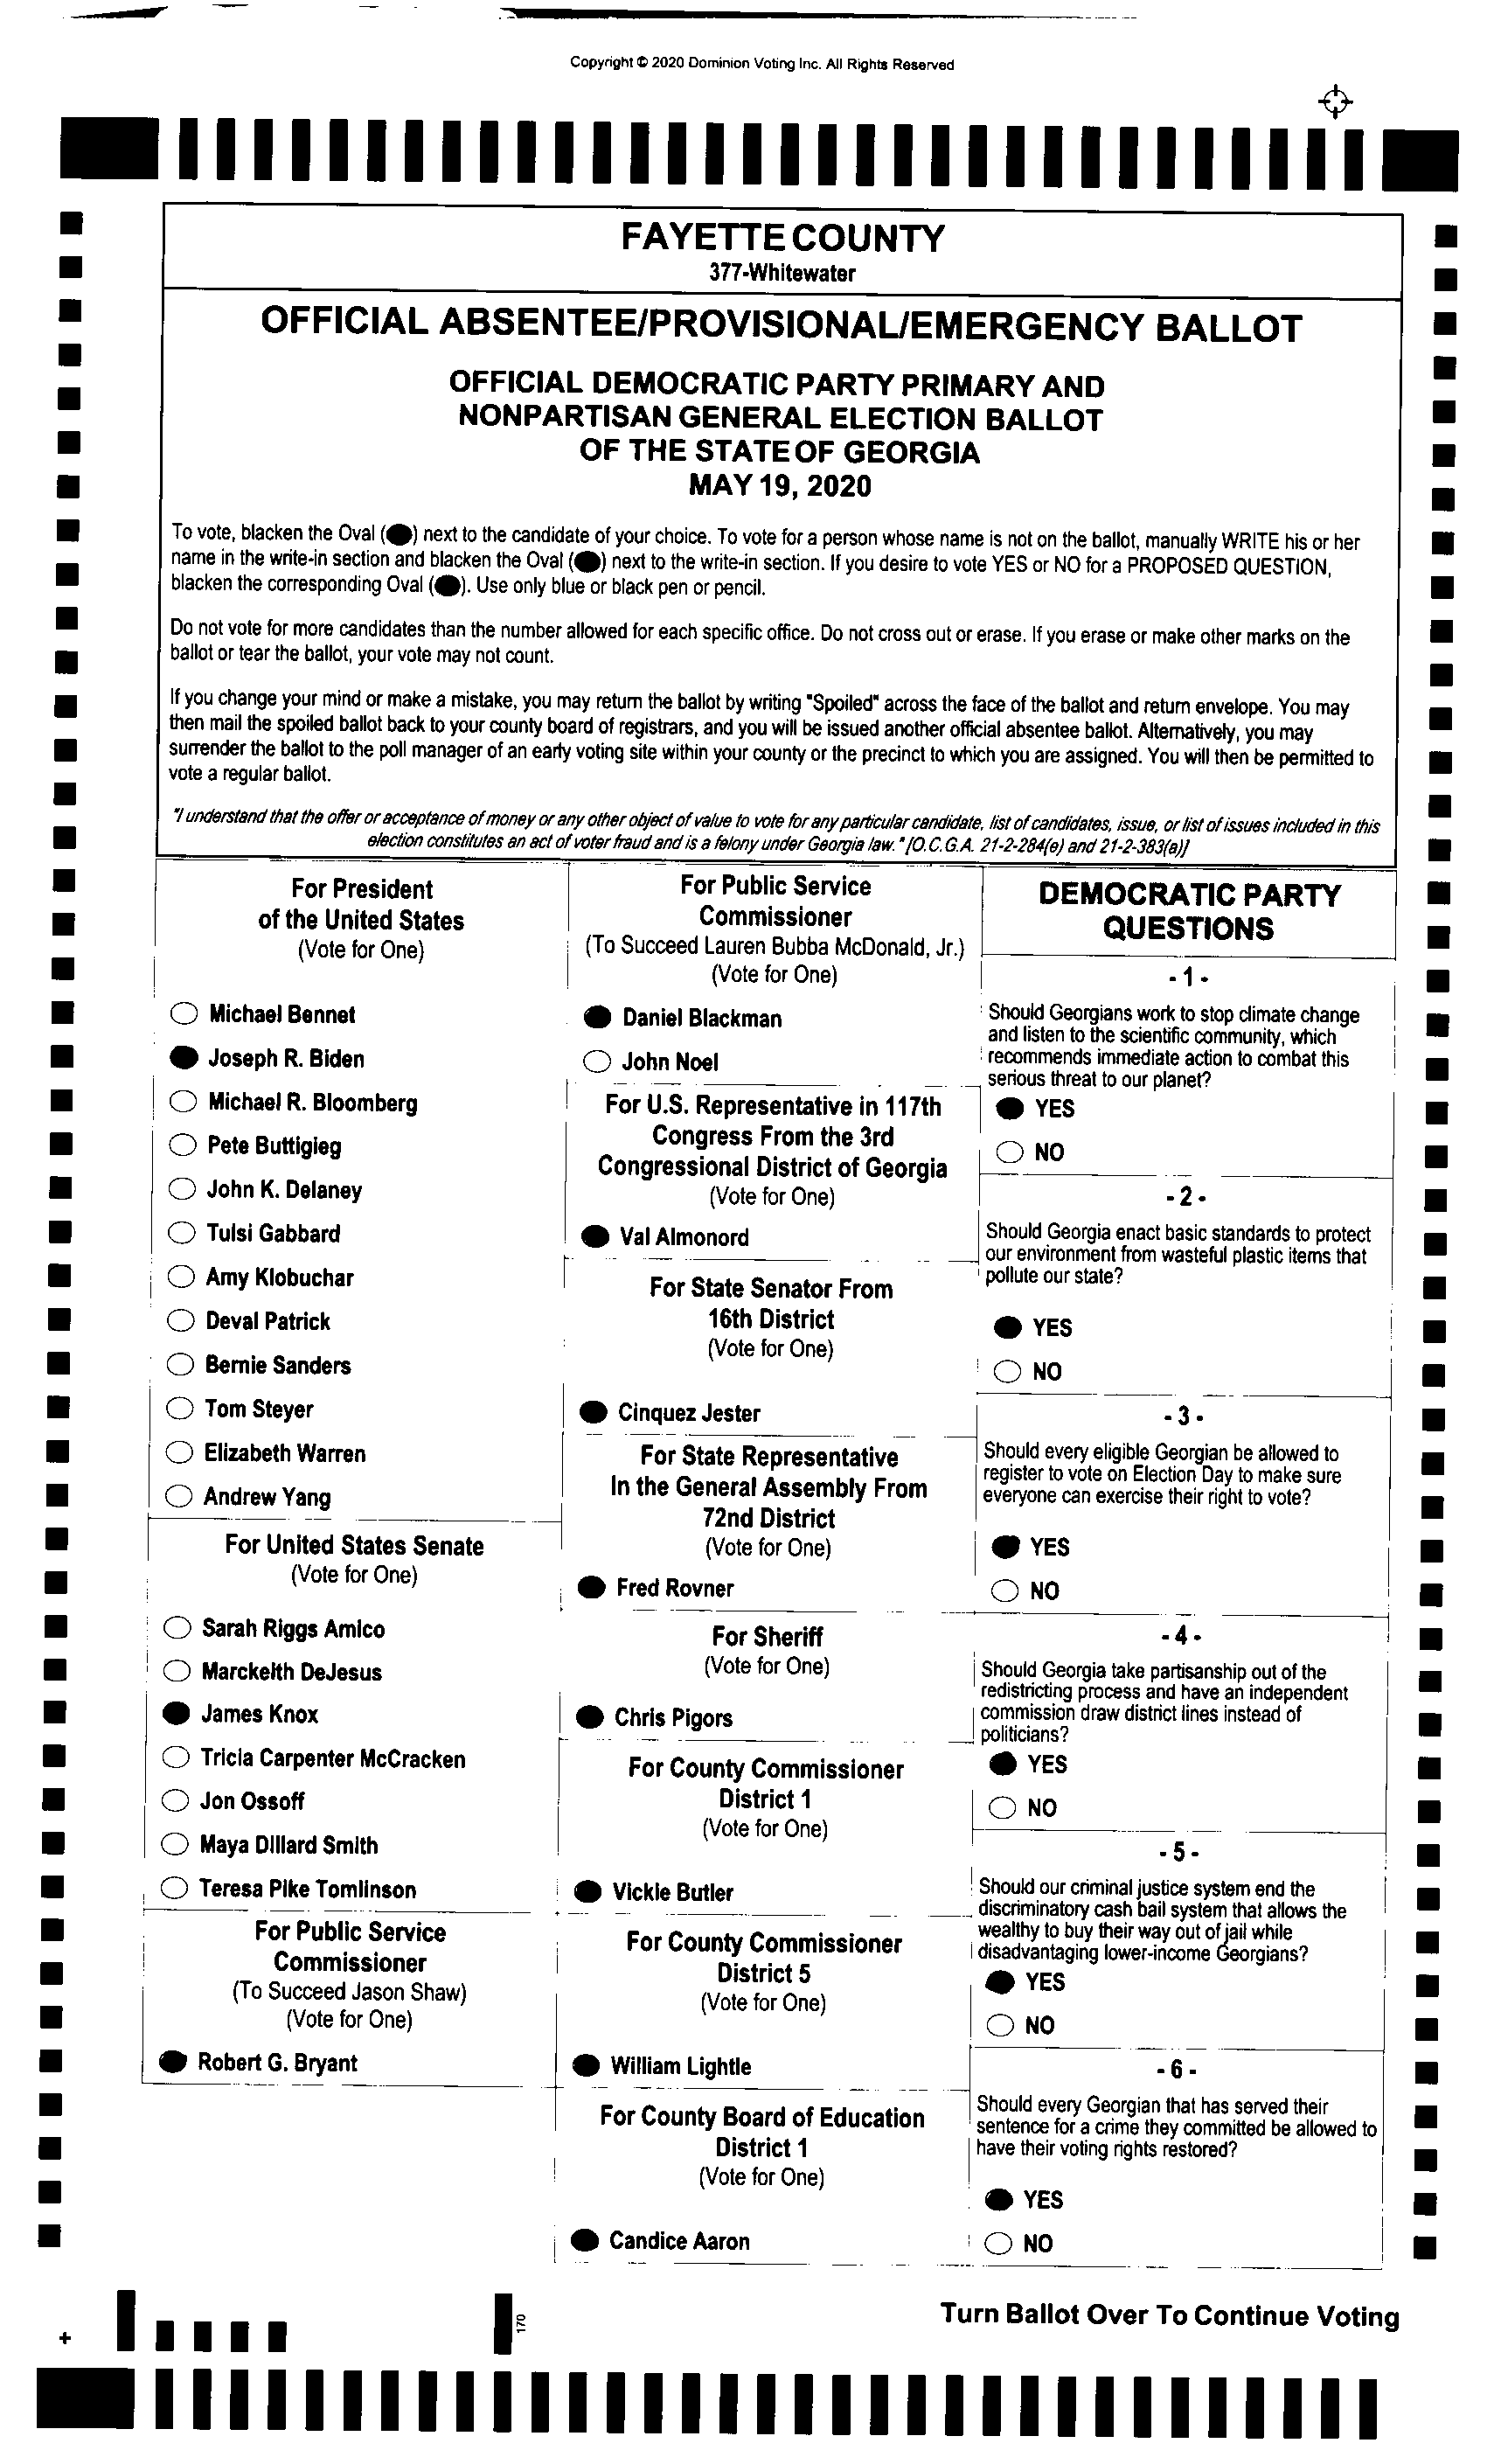 Copyright © 2020 Dominion Voting Inc. All Rights Reserved
FAYETTE COUNTY
377-Whitewater
OFFICIAL ABSENTEE/PROVISIONAL/EMERGENCY BALLOT
OFFICIAL DEMOCRATIC PARTY PRIMARY AND
NONPARTISAN GENERAL ELECTION BALLOT
OF THE STATE OF GEORGIA
MAY 19, 2020
To vote, blacken the Oval ( ) next to the candidate of your choice. To vote for a person whose name is not on the ballot, manually WRITE his or her
name in the write-in section and blacken the Oval ( ) next to the write-in section. If you desire to vote YES or NO for a PROPOSED QUESTION,
blacken the corresponding Oval ( ). Use only blue or black pen or pencil.
Do not vote for more candidates than the number allowed for each specific office. Do not cross out or erase. If you erase or make other marks on the
ballot or tear the ballot, your vote may not count.
If you change your mind or make a mistake, you may return the ballot by writing "Spoiled" across the face of the ballot and return envelope. You may
then mail the spoiled ballot back to your county board of registrars, and you will be issued another official absentee ballot. Alternatively, you may
surrender the ballot to the poll manager of an early voting site within your county or the precinct to which you are assigned. You will then be permitted to
vote a regular ballot.
"I understand that the offer or acceptance of money or any other object of value to vote for any particular candidate, list of candidates, issue, or list of issues included in this
election constitutes an act of voter fraud and is a felony under Georgia law." [O.C.G.A. 21-2-284(e) and 21-2-383(a)]
For President
of the United States
(Vote for One)
Michael Bennet
Joseph R. Biden
Michael R. Bloomberg
Pete Buttigieg
John K. Delaney
Tulsi Gabbard
Amy Klobuchar
Deval Patrick
Bernie Sanders
Tom Steyer
Elizabeth Warren
Andrew Yang
For United States Senate
(Vote for One)
Sarah Riggs Amico
Marckeith DeJesus
James Knox
Tricia Carpenter McCracken
Jon Ossoff
Maya Dillard Smith
Teresa Pike Tomlinson
For Public Service
Commissioner
(To Succeed Jason Shaw)
(Vote for One)
Robert G. Bryant
For Public Service
Commissioner
(To Succeed Lauren Bubba McDonald, Jr.)
(Vote for One)
Daniel Blackman
John Noel
For U.S. Representative in 117th
Congress From the 3rd
Congressional District of Georgia
(Vote for One)
Val Almonord
For State Senator From
16th District
(Vote for One)
Cinquez Jester
For State Representative
In the General Assembly From
72nd District
(Vote for One)
Fred Rovner
For Sheriff
(Vote for One)
Chris Pigors
For County Commissioner
District 1
(Vote for One)
Vickie Butler
For County Commissioner
District 5
(Vote for One)
William Lightle
For County Board of Education
District 1
(Vote for One)
Candice Aaron
DEMOCRATIC PARTY
QUESTIONS
- 1 -
Should Georgians work to stop climate change
and listen to the scientific community, which
recommends immediate action to combat this
serious threat to our planet?
YES
NO
- 2 -
Should Georgia enact basic standards to protect
our environment from wasteful plastic items that
pollute our state?
YES
NO
- 3 -
Should every eligible Georgian be allowed to
register to vote on Election Day to make sure
everyone can exercise their right to vote?
YES
NO
- 4 -
Should Georgia take partisanship out of the
redistricting process and have an independent
commission draw district lines instead of
politicians?
YES
NO
- 5 -
Should our criminal justice system end the
discriminatory cash bail system that allows the
wealthy to buy their way out of jail while
disadvantaging lower-income Georgians?
YES
NO
- 6 -
Should every Georgian that has served their
sentence for a crime they committed be allowed to
have their voting rights restored?
YES
NO
170
Turn Ballot Over To Continue Voting